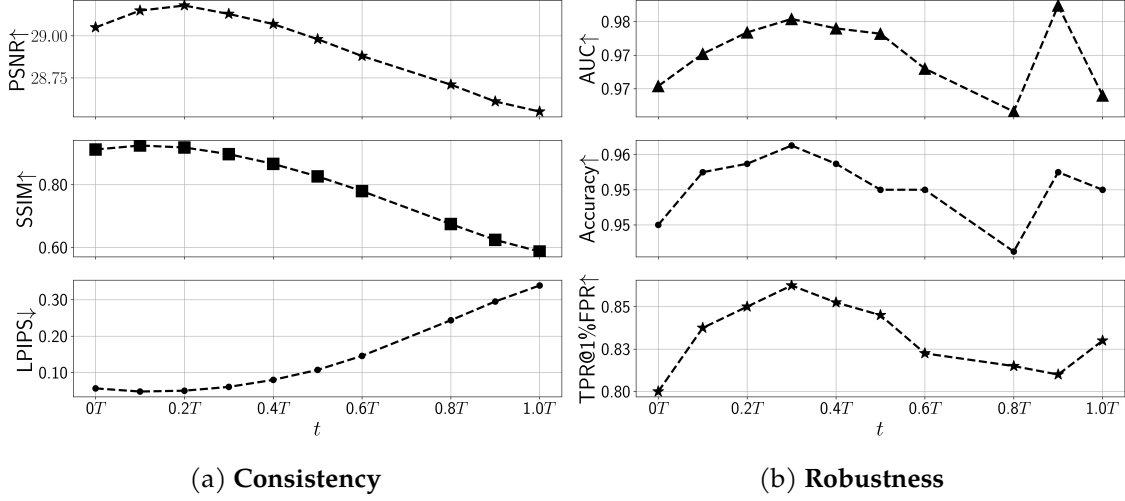 PSNR↑
29.00
28.75
SSIM↑
0.80
0.60
LPIPS↓
0.30
0.20
0.10
0T 0.2T 0.4T 0.6T 0.8T 1.0T
t
(a) Consistency
AUC↑
0.98
0.97
0.97
Accuracy↑
0.96
0.95
0.95
TPR@1%FPR↑
0.85
0.83
0.80
0T 0.2T 0.4T 0.6T 0.8T 1.0T
t
(b) Robustness